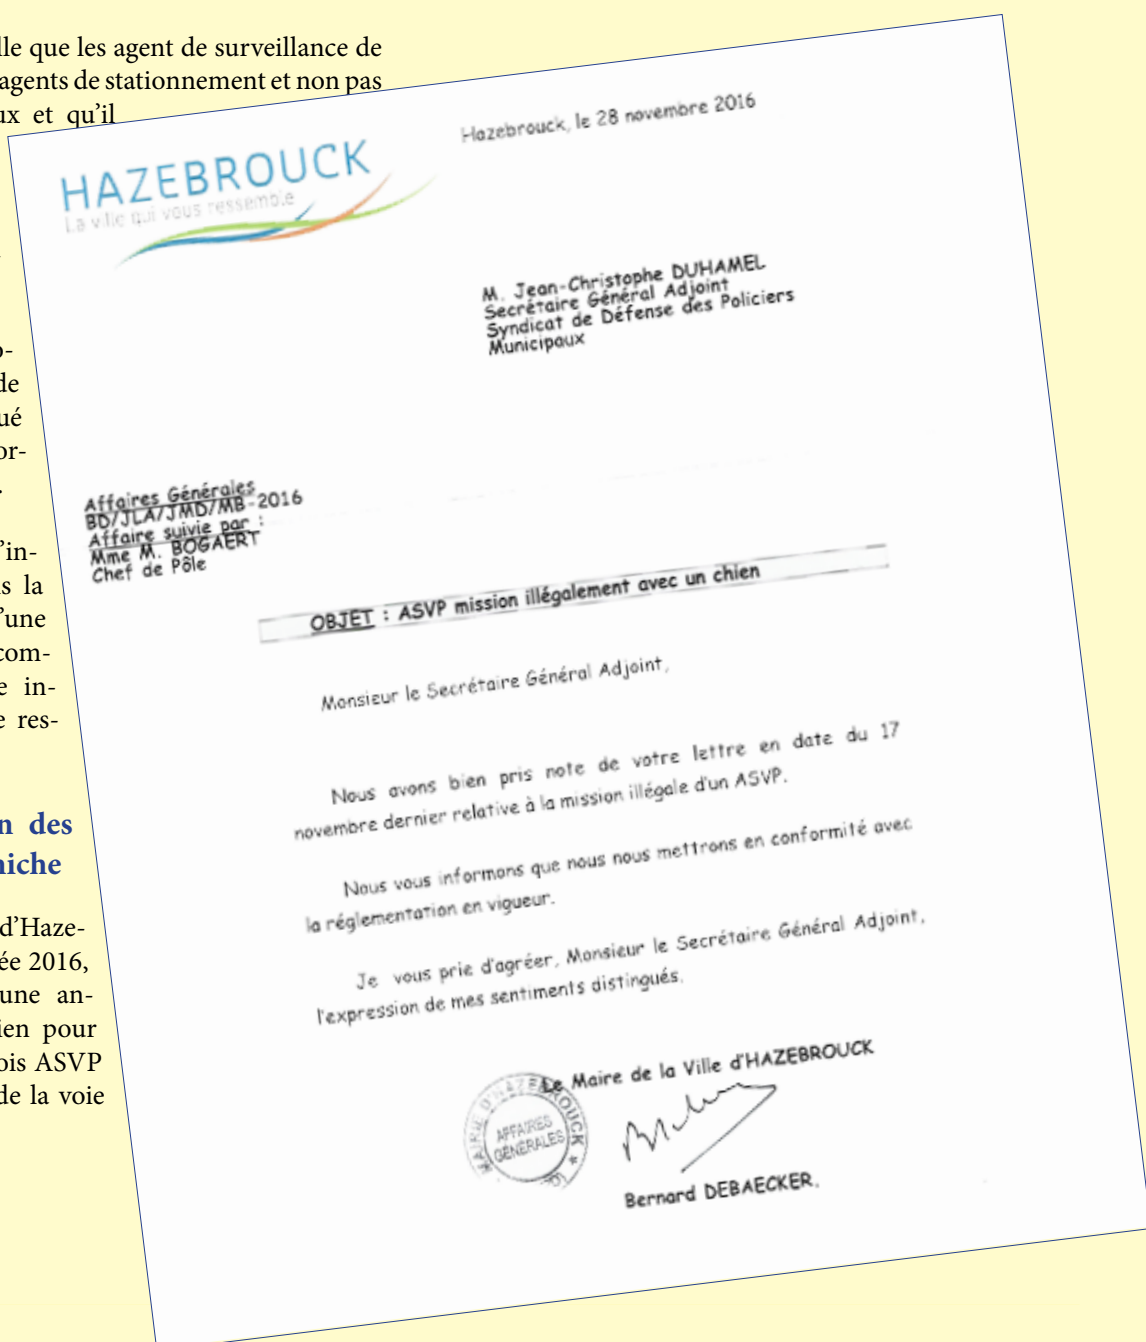 lle que les agent de surveillance de
agents de stationnement et non pas
ux et qu'il
o-
de
ué
or-
.
'in-
s la
'une
com-
e in-
e res-
n des
niche
d'Haze-
ée 2016,
une an-
ien pour
ois ASVP
de la voie
Hazebrouck, le 28 novembre 2016
HAZEBROUCK
La ville qui vous ressemble
M. Jean-Christophe DUHAMEL
Secrétaire Général Adjoint
Syndicat de Défense des Policiers
Municipaux
Affaires Générales
BD/JLA/JMD/MB-2016
Affaire suivie par :
Mme M. BOGAERT
Chef de Pôle
OBJET : ASVP mission illégalement avec un chien
Monsieur le Secrétaire Général Adjoint,
Nous avons bien pris note de votre lettre en date du 17
novembre dernier relative à la mission illégale d'un ASVP.
Nous vous informons que nous nous mettrons en conformité avec
la réglementation en vigueur.
Je vous prie d'agréer, Monsieur le Secrétaire Général Adjoint,
l'expression de mes sentiments distingués.
Le Maire de la Ville d'HAZEBROUCK
MAIRIE D'HAZEBROUCK
AFFAIRES
GÉNÉRALES
Bernard DEBAECKER.